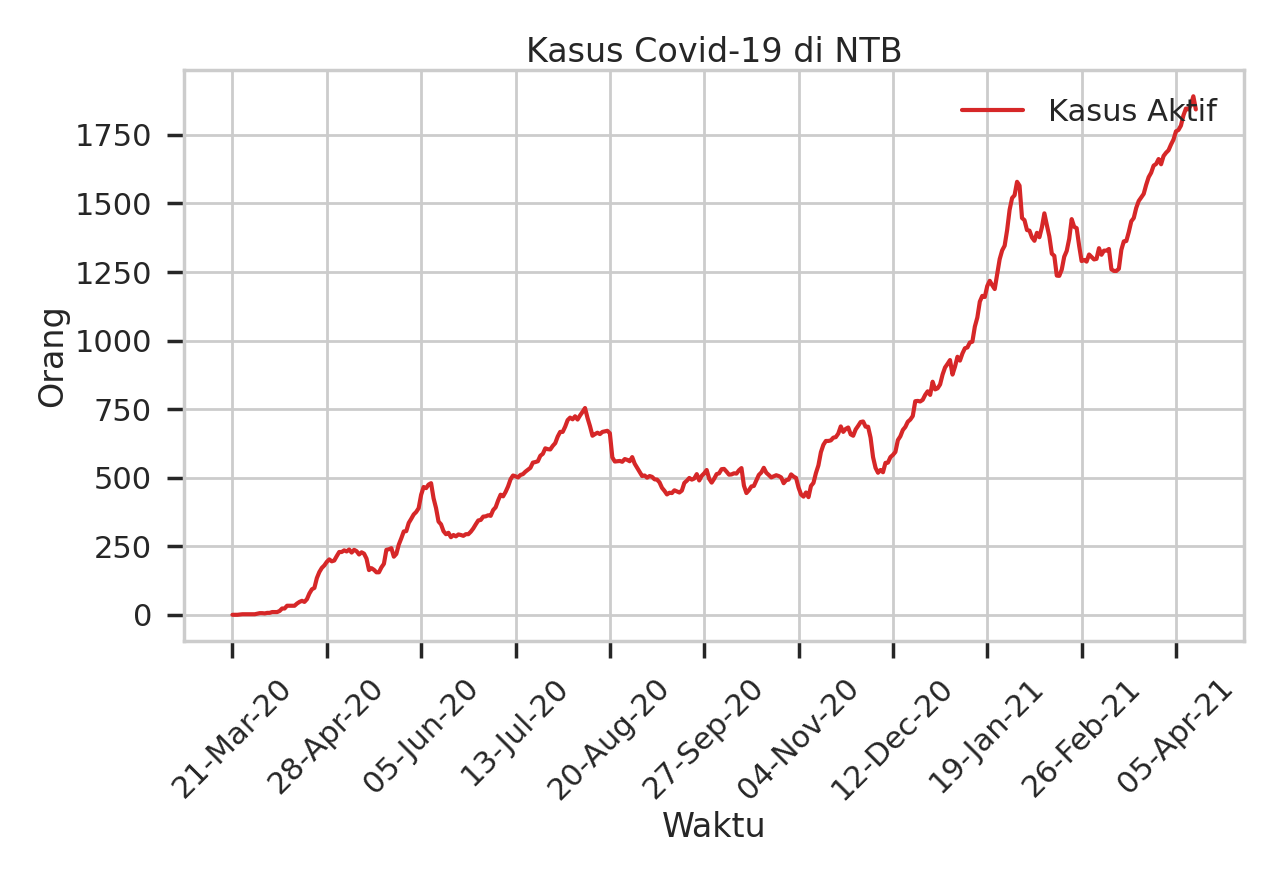 Kasus Covid-19 di NTB
Kasus Aktif
Orang
1750
1500
1250
1000
750
500
250
0
21-Mar-20
28-Apr-20
05-Jun-20
13-Jul-20
20-Aug-20
27-Sep-20
04-Nov-20
12-Dec-20
19-Jan-21
26-Feb-21
05-Apr-21
Waktu